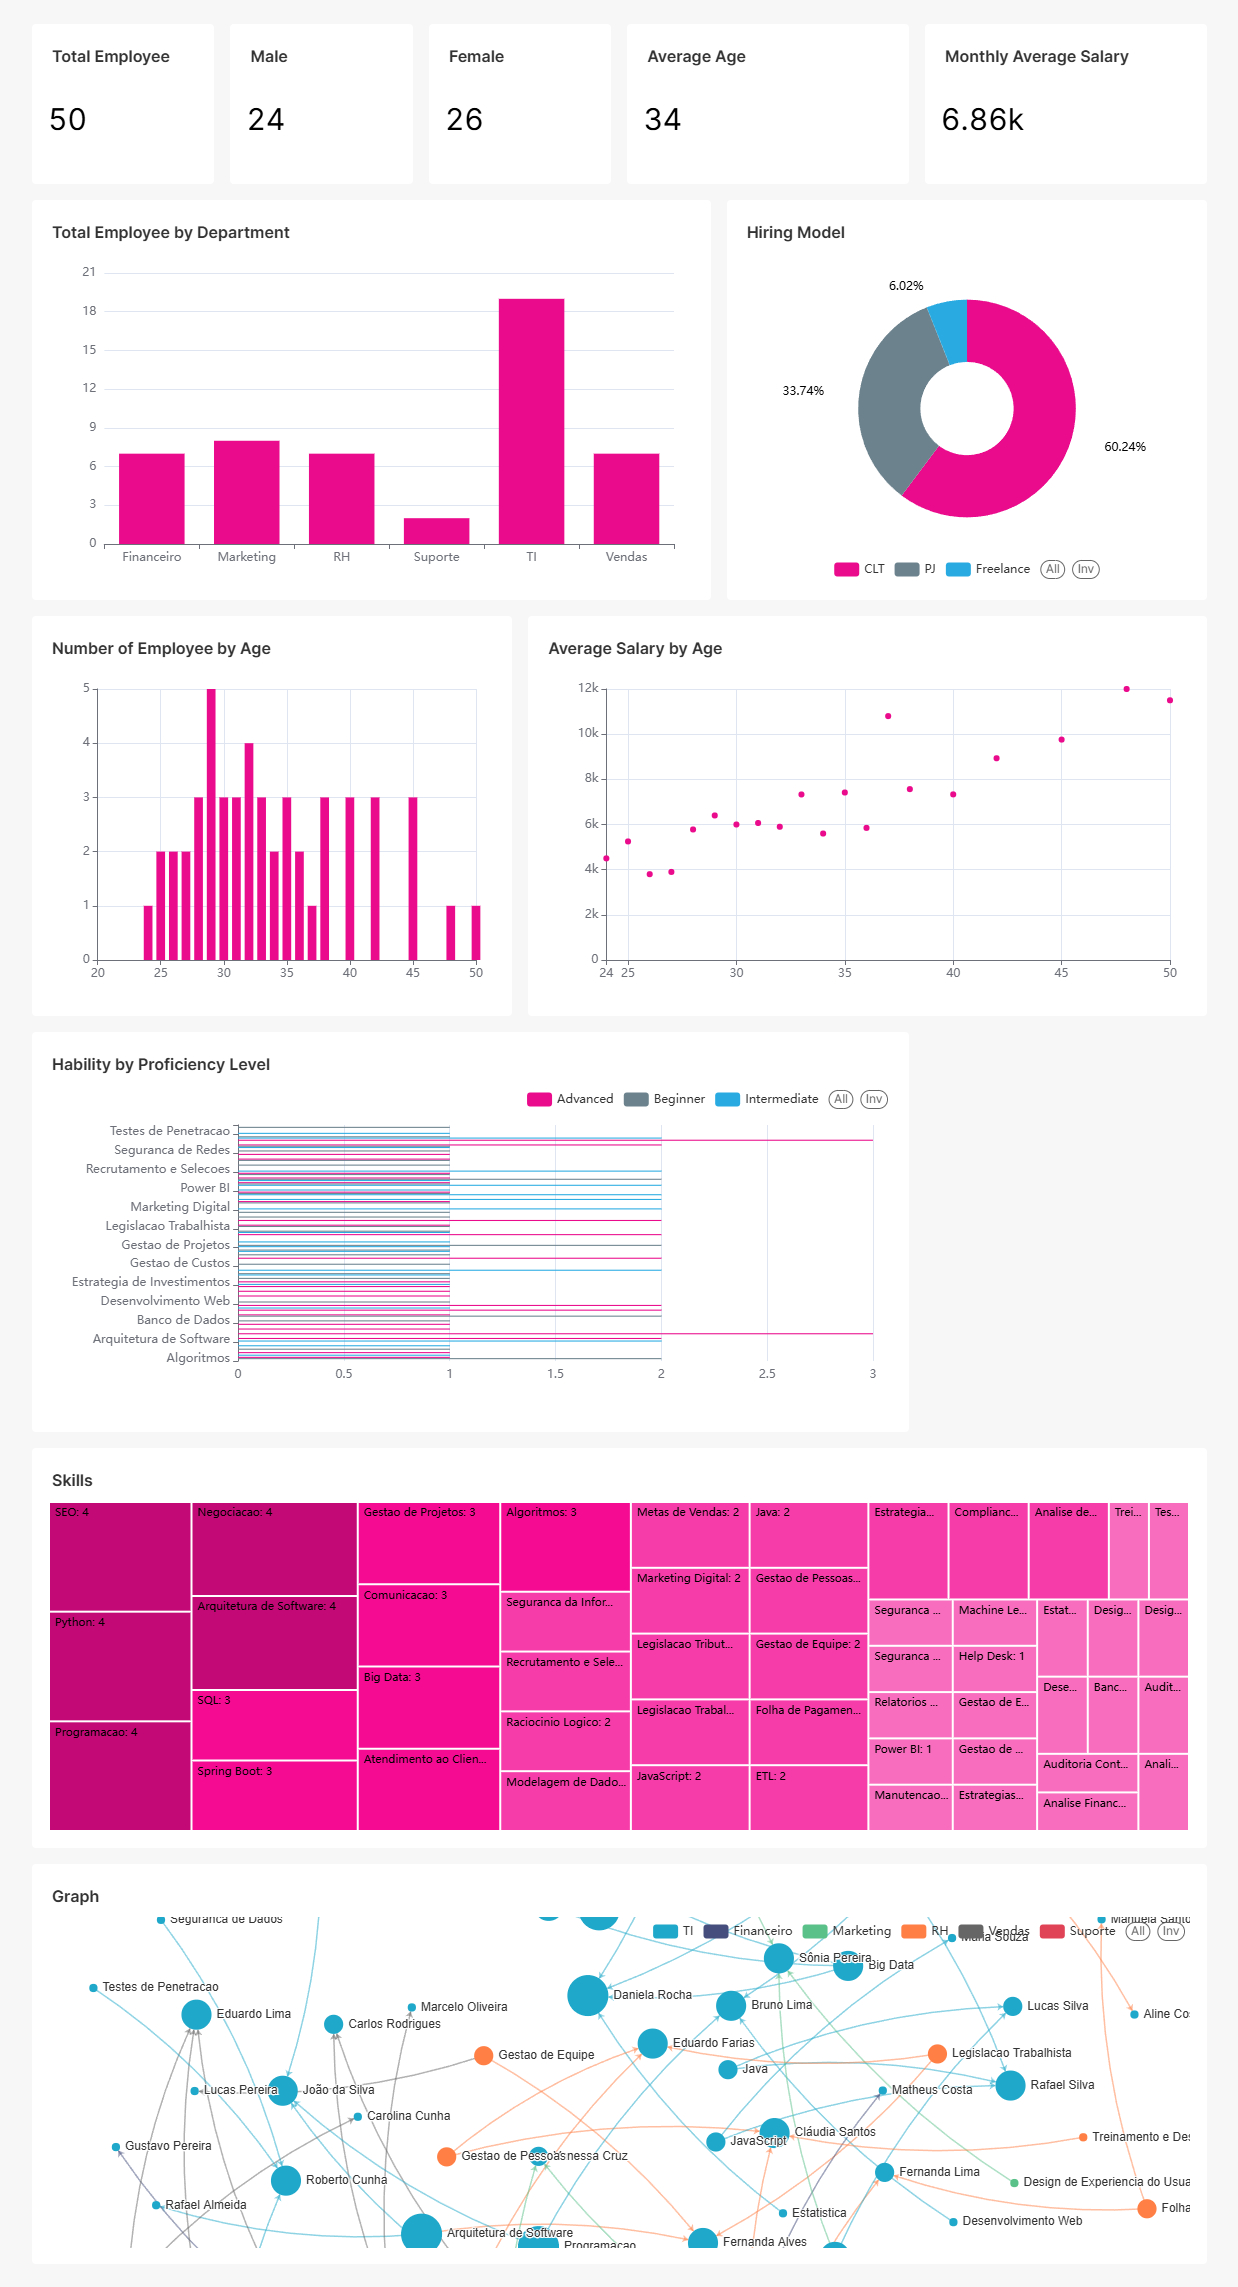 Total Employee
50
Male
24
Female
26
Average Age
34
Monthly Average Salary
6.86k
Total Employee by Department
21
18
15
12
9
6
3
0
Financeiro Marketing RH Suporte TI Vendas
Hiring Model
6.02%
33.74%
60.24%
CLT PJ Freelance All Inv
Number of Employee by Age
5
4
3
2
1
0
20 25 30 35 40 45 50
Average Salary by Age
12k
10k
8k
6k
4k
2k
0
24 25 30 35 40 45 50
Hability by Proficiency Level
Advanced Beginner Intermediate All Inv
Testes de Penetracao
Seguranca de Redes
Recrutamento e Selecoes
Power BI
Marketing Digital
Legislacao Trabalhista
Gestao de Projetos
Gestao de Custos
Estrategia de Investimentos
Desenvolvimento Web
Banco de Dados
Arquitetura de Software
Algoritmos
0 0.5 1 1.5 2 2.5 3
Skills
SEO: 4
Python: 4
Programacao: 4
Negociacao: 4
Arquitetura de Software: 4
SQL: 3
Spring Boot: 3
Gestao de Projetos: 3
Comunicacao: 3
Big Data: 3
Atendimento ao Clien...
Algoritmos: 3
Seguranca da Infor...
Recrutamento e Sele...
Raciocinio Logico: 2
Modelagem de Dado...
Metas de Vendas: 2
Marketing Digital: 2
Legislacao Tribut...
Legislacao Trabal...
JavaScript: 2
Java: 2
Gestao de Pessoas...
Gestao de Equipe: 2
Folha de Pagamen...
ETL: 2
Estrategia...
Complianc...
Analise de...
Trei...
Tes...
Seguranca ...
Seguranca ...
Relatorios ...
Power BI: 1
Manutencao...
Machine Le...
Help Desk: 1
Gestao de E...
Gestao de ...
Estrategias...
Estat...
Desig...
Desig...
Dese...
Banc...
Audit...
Auditoria Cont...
Analise Financ...
Anali...
Graph
TI Financeiro Marketing RH Vendas Suporte All Inv
Seguranca de Dados
Manuela Santo
Maria Souza
Sônia Pereira
Big Data
Testes de Penetracao
Daniela Rocha
Bruno Lima
Lucas Silva
Marcelo Oliveira
Eduardo Lima
Aline Co
Carlos Rodrigues
Eduardo Farias
Gestao de Equipe
Legislacao Trabalhista
Java
Rafael Silva
Lucas Pereira
João da Silva
Matheus Costa
Carolina Cunha
Cláudia Santos
Treinamento e De
JavaScript
Gustavo Pereira
Gestao de Pessoas
nessa Cruz
Fernanda Lima
Roberto Cunha
Design de Experiencia do Usua
Rafael Almeida
Folha
Estatistica
Desenvolvimento Web
Arquitetura de Software
Fernanda Alves
Programacao